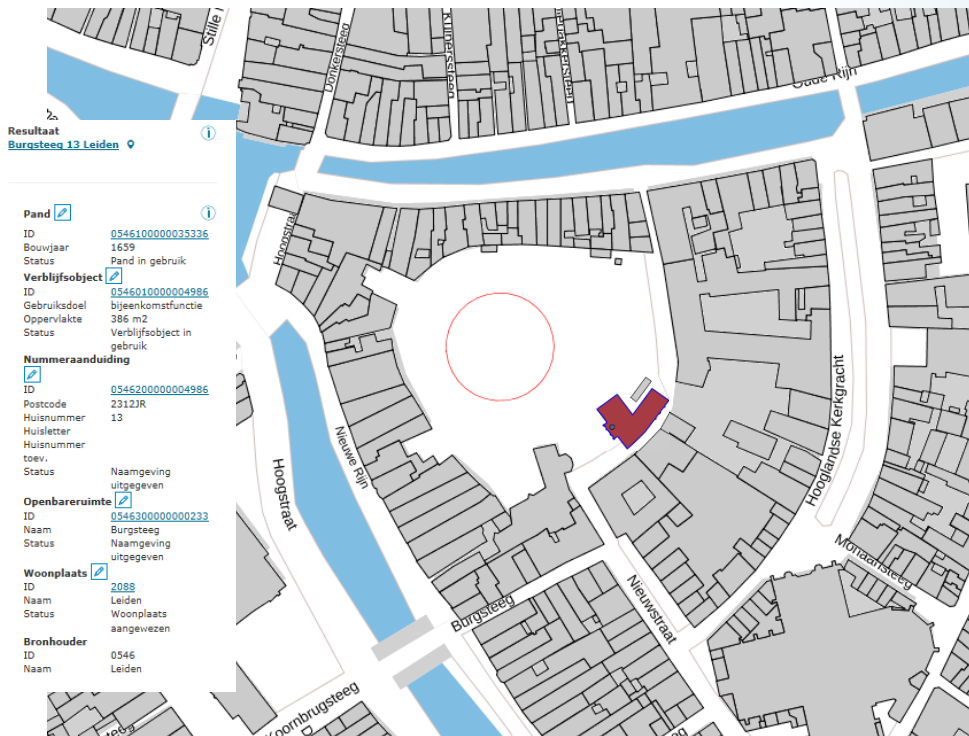 Resultaat
Burgsteeg 13 Leiden
Pand
ID 0546100000035336
Bouwjaar 1659
Status Pand in gebruik
Verblijfsobject
ID 0546010000004986
Gebruiksdoel bijeenkomstfunctie
Oppervlakte 386 m2
Status Verblijfsobject in
gebruik
Nummeraanduiding
ID 0546200000004986
Postcode 2312JR
Huisnummer 13
Huisletter
Huisnummer
toev.
Status Naamgeving
uitgegeven
Openbareruimte
ID 0546300000000233
Naam Burgsteeg
Status Naamgeving
uitgegeven
Woonplaats
ID 2088
Naam Leiden
Status Woonplaats
aangewezen
Bronhouder
ID 0546
Naam Leiden
Stille
Donkersteeg
Kuiperssteeg
Oude Rijn
Hoogstraat
Nieuwe Rijn
Hoogstraat
Hooglandse Kerkgracht
Burgsteeg
Nieuwstraat
Moriaansteeg
Koornbrugsteeg